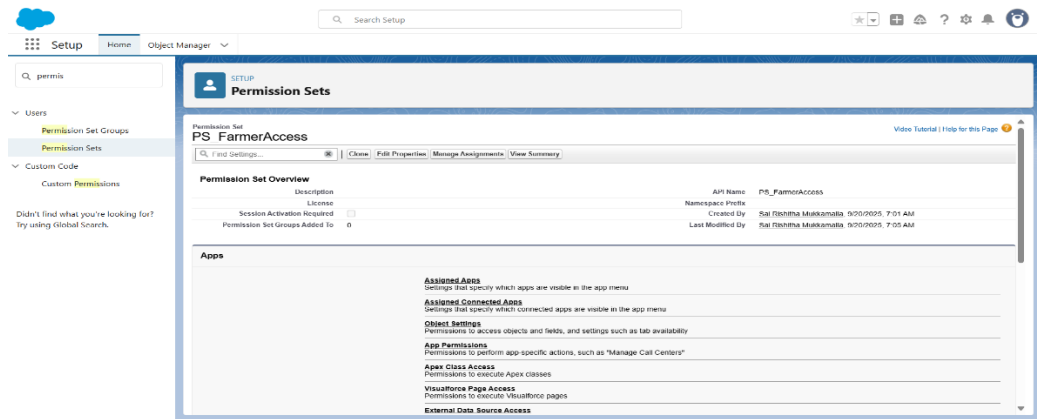 Search Setup
Setup Home Object Manager
permis
SETUP
Permission Sets
Users
Permission Set Groups
Permission Sets
Custom Code
Custom Permissions
Didn't find what you're looking for?
Try using Global Search.
Permission Set
PS_FarmerAccess
Video Tutorial | Help for this Page
Find Settings... | Clone Edit Properties Manage Assignments View Summary
Permission Set Overview
Description API Name PS_FarmerAccess
License Namespace Prefix
Session Activation Required Created By Sai Rishitha Mukkamalla, 9/20/2025, 7:01 AM
Permission Set Groups Added To 0 Last Modified By Sai Rishitha Mukkamalla, 9/20/2025, 7:05 AM
Apps
Assigned Apps
Settings that specify which apps are visible in the app menu
Assigned Connected Apps
Settings that specify which connected apps are visible in the app menu
Object Settings
Permissions to access objects and fields, and settings such as tab availability
App Permissions
Permissions to perform app-specific actions, such as "Manage Call Centers"
Apex Class Access
Permissions to execute Apex classes
Visualforce Page Access
Permissions to execute Visualforce pages
External Data Source Access